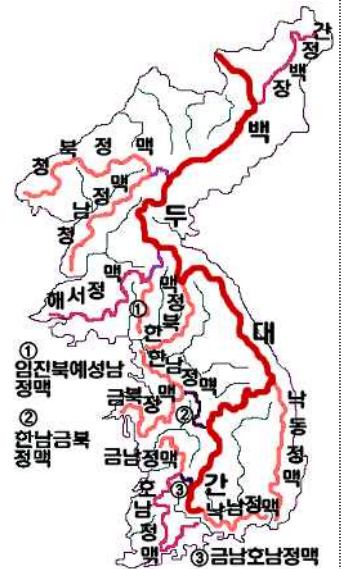 장백정간
백두대간
청북정맥
청남정맥
해서정맥
①
한북정맥
한남정맥
①
임진북예성남
정맥
금북장맥
②
낙동정맥
②
한남금북
정맥
금남정맥
③
호남정맥
낙남정맥
③금남호남정맥